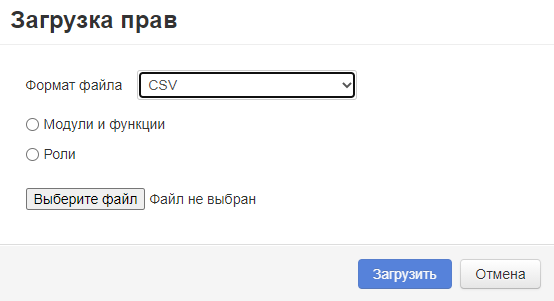 Загрузка прав
Формат файла CSV
Модули и функции
Роли
Выберите файл Файл не выбран
Загрузить Отмена